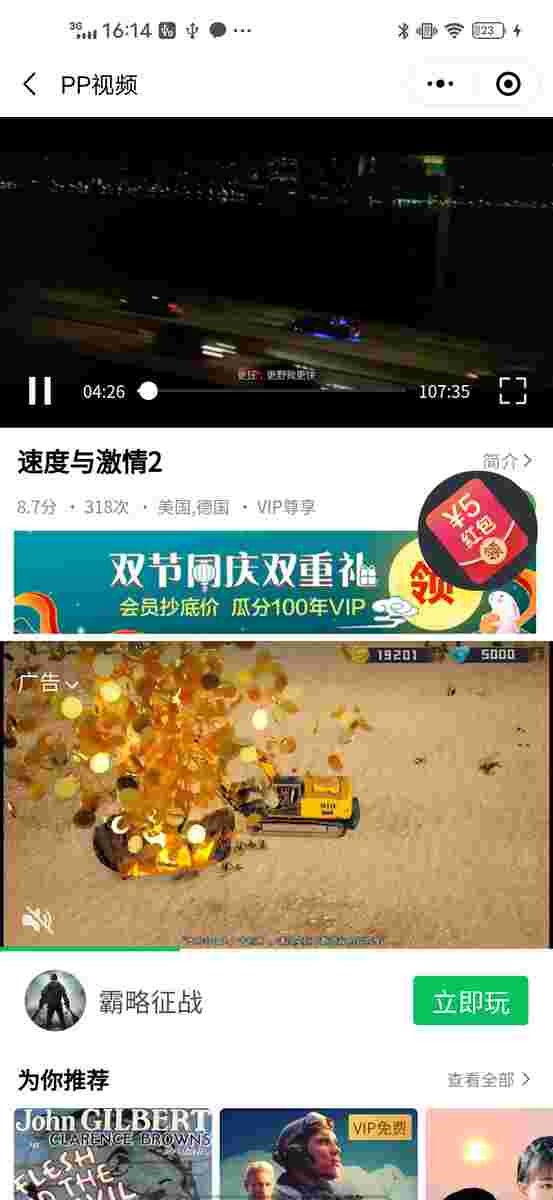 3G 16:14 23
PP视频
更狂，更野我更快
04:26
107:35
速度与激情2
简介
8.7分 · 318次 · 美国,德国 · VIP尊享
¥5
红包
领
双节同庆双重礼
会员抄底价 瓜分100年VIP
领
19201
5000
广告
霸略征战
立即玩
为你推荐
查看全部
John GILBERT
CLARENCE BROWN'S
FLESH
VIP免费